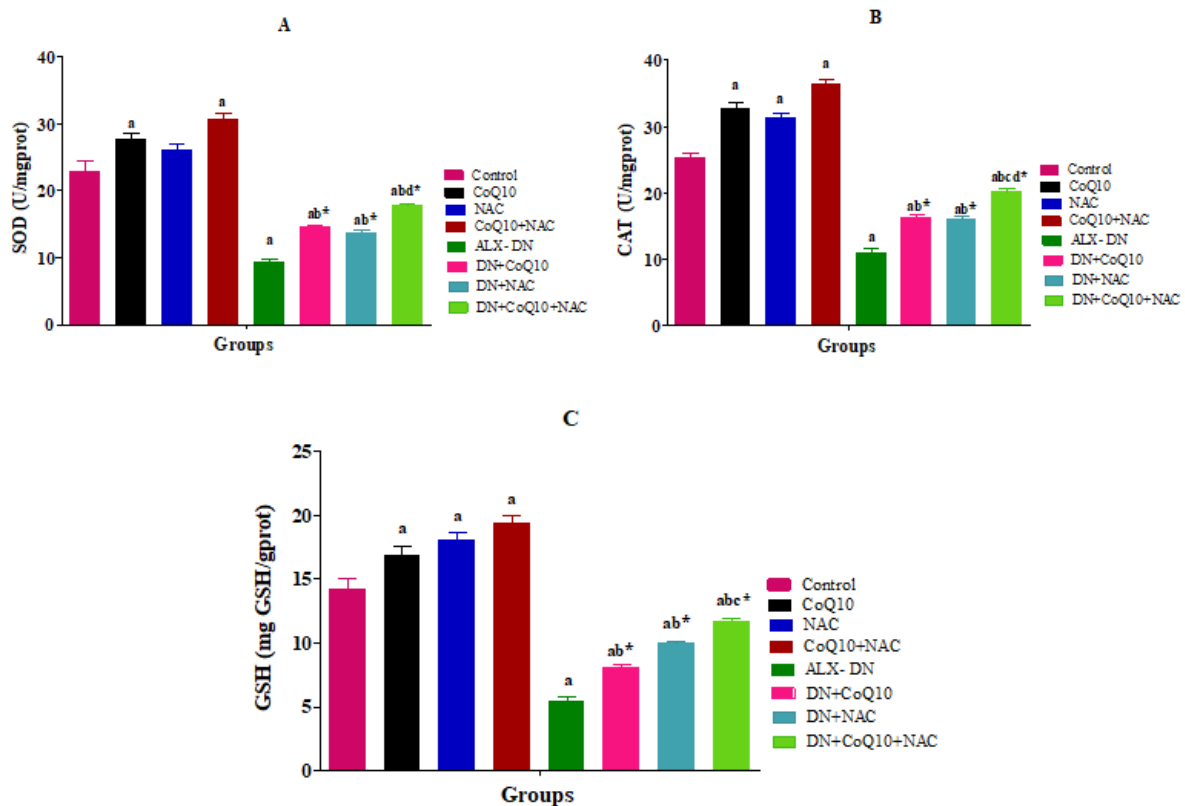 A
SOD (U/mgprot)
40
30
20
10
0
a
a
a
ab*
ab*
abd*
Groups
Control
CoQ10
NAC
CoQ10+NAC
ALX- DN
DN+CoQ10
DN+NAC
DN+CoQ10+NAC
B
CAT (U/mgprot)
40
30
20
10
0
a
a
a
a
ab*
ab*
abcd*
Groups
Control
CoQ10
NAC
CoQ10+NAC
ALX- DN
DN+CoQ10
DN+NAC
DN+CoQ10+NAC
C
GSH (mg GSH/gprot)
25
20
15
10
5
0
a
a
a
a
ab*
ab*
abc*
Groups
Control
CoQ10
NAC
CoQ10+NAC
ALX- DN
DN+CoQ10
DN+NAC
DN+CoQ10+NAC